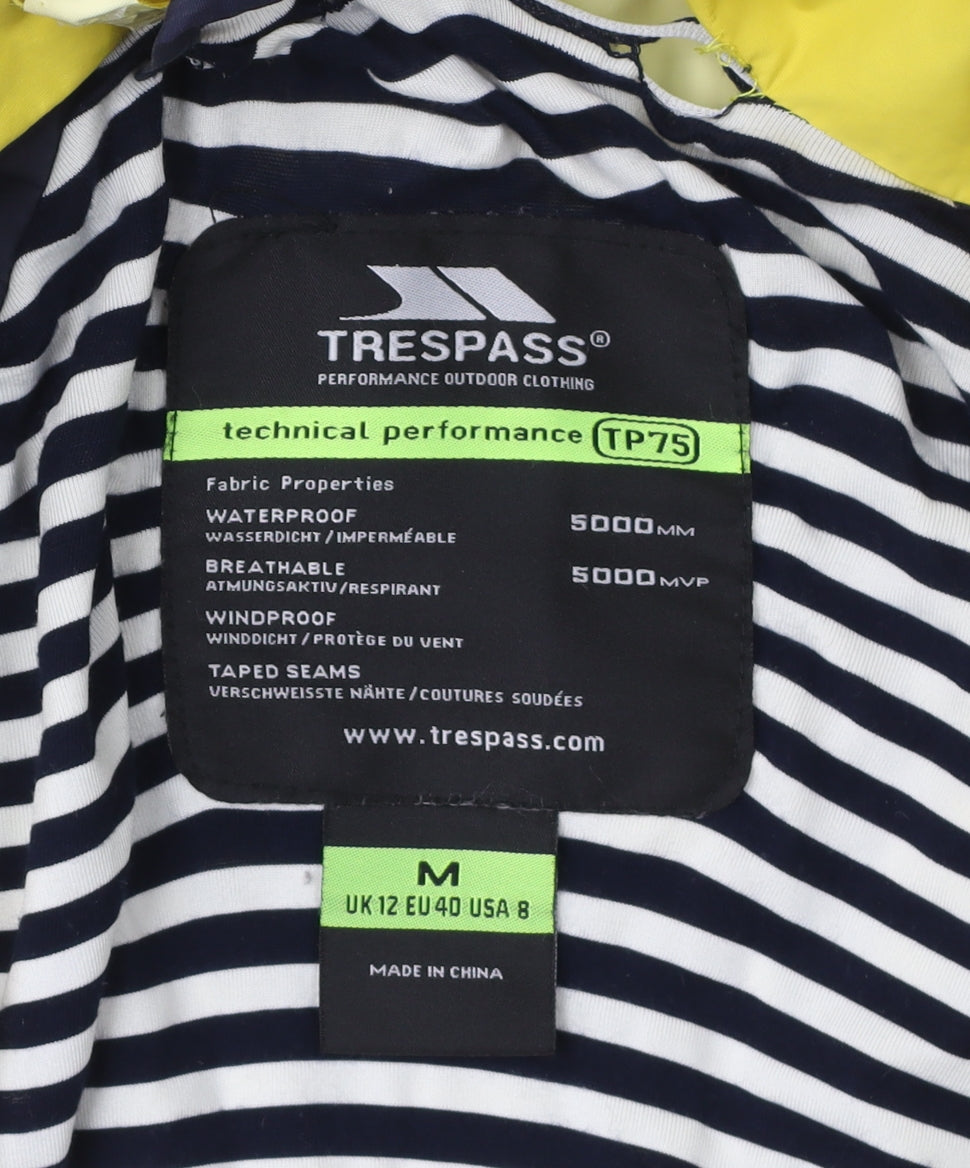 TRESPASS®
PERFORMANCE OUTDOOR CLOTHING
technical performance TP75
Fabric Properties
WATERPROOF 5000MM
WASSERDICHT/IMPERMÉABLE
BREATHABLE 5000MVP
ATMUNGSAKTIV/RESPIRANT
WINDPROOF
WINDDICHT/PROTÈGE DU VENT
TAPED SEAMS
VERSCHWEISSTE NÄHTE/COUTURES SOUDÉES
www.trespass.com
M
UK 12 EU 40 USA 8
MADE IN CHINA